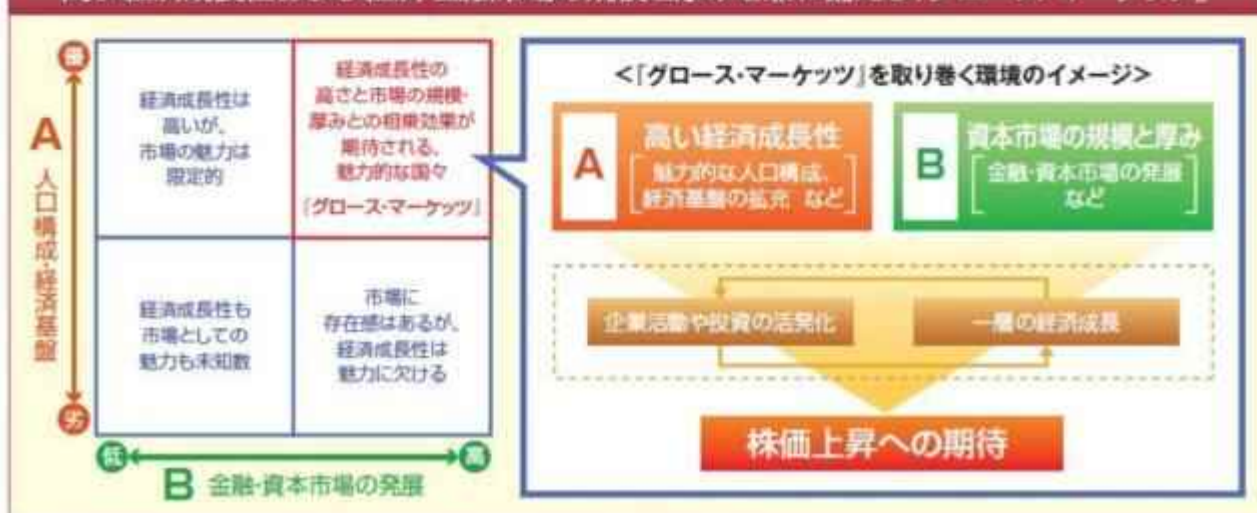 優
A
人口構成・経済基盤
劣
経済成長性は
高いが、
市場の魅力は
限定的
経済成長性の
高さと市場の規模・
厚みとの相乗効果が
期待される、
魅力的な国々
『グロース・マーケッツ』
経済成長性も
市場としての
魅力も未知数
市場に
存在感はあるが、
経済成長性は
魅力に欠ける
低
高
B 金融・資本市場の発展
<『グロース・マーケッツ』を取り巻く環境のイメージ>
A
高い経済成長性
魅力的な人口構成、
経済基盤の拡充 など
B
資本市場の規模と厚み
金融・資本市場の発展
など
企業活動や投資の活発化
一層の経済成長
株価上昇への期待